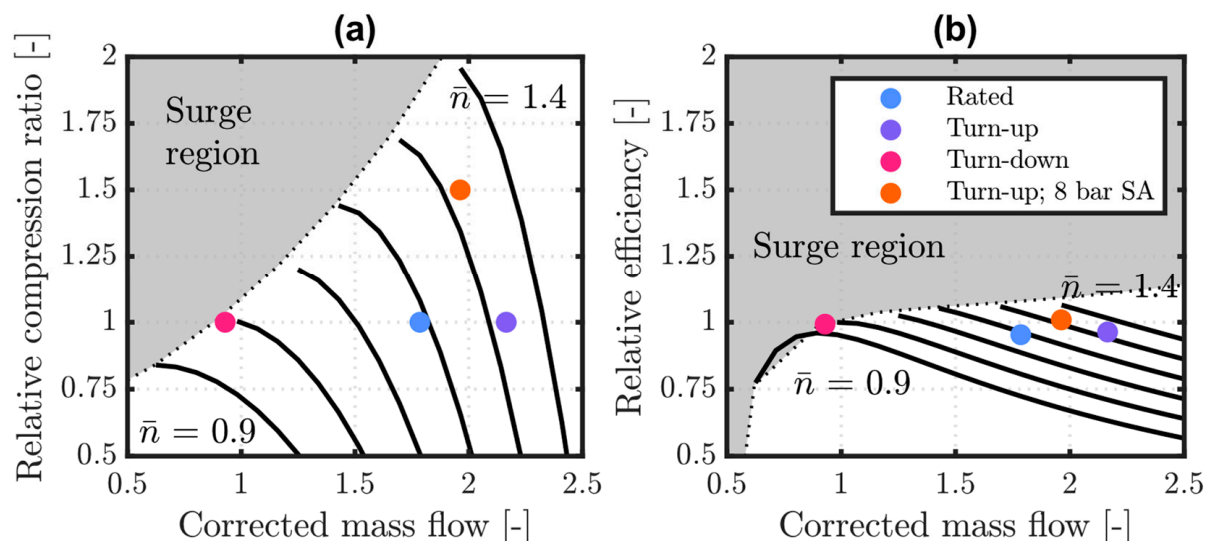 (a)
Relative compression ratio [-]
2
1.75
1.5
1.25
1
0.75
0.5
Surge
region
n̄ = 1.4
n̄ = 0.9
0.5
1
1.5
2
2.5
Corrected mass flow [-]
(b)
Relative efficiency [-]
2
1.75
1.5
1.25
1
0.75
0.5
Rated
Turn-up
Turn-down
Turn-up; 8 bar SA
Surge region
n̄ = 1.4
n̄ = 0.9
0.5
1
1.5
2
2.5
Corrected mass flow [-]